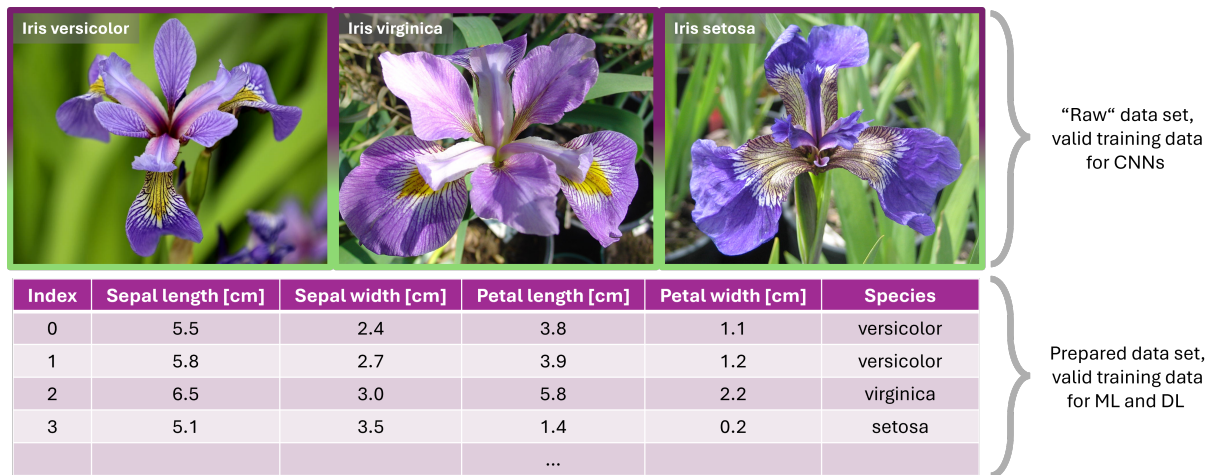 Iris versicolor
Iris virginica
Iris setosa
“Raw“ data set,
valid training data
for CNNs
Index Sepal length [cm] Sepal width [cm] Petal length [cm] Petal width [cm] Species
0 5.5 2.4 3.8 1.1 versicolor
1 5.8 2.7 3.9 1.2 versicolor
2 6.5 3.0 5.8 2.2 virginica
3 5.1 3.5 1.4 0.2 setosa
...
Prepared data set,
valid training data
for ML and DL